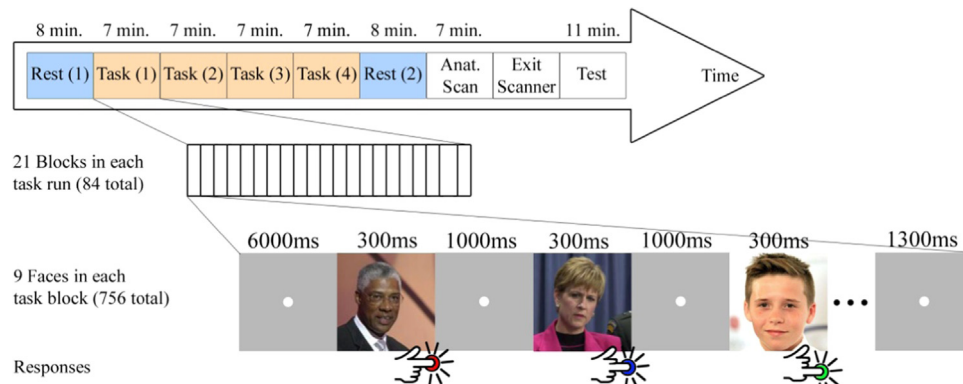 8 min. 7 min. 7 min. 7 min. 7 min. 8 min. 7 min. 11 min.
Rest (1) Task (1) Task (2) Task (3) Task (4) Rest (2) Anat. Scan Exit Scanner Test Time
21 Blocks in each
task run (84 total)
6000ms 300ms 1000ms 300ms 1000ms 300ms 1300ms
9 Faces in each
task block (756 total)
Responses